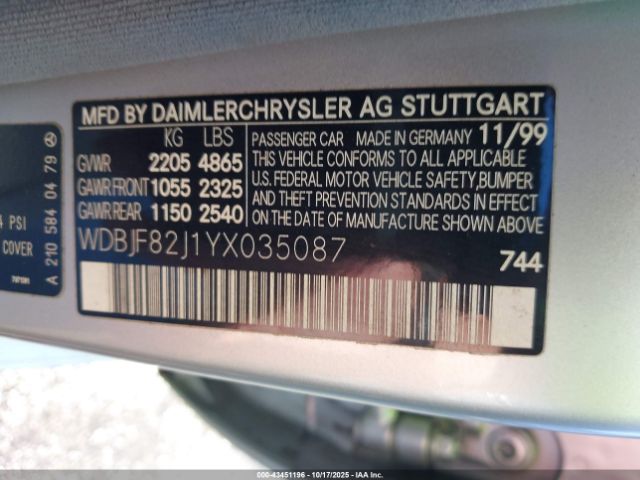 MFD BY DAIMLERCHRYSLER AG STUTTGART
KG LBS
GVWR 2205 4865
GAWR FRONT 1055 2325
GAWR REAR 1150 2540
PASSENGER CAR MADE IN GERMANY 11/99
THIS VEHICLE CONFORMS TO ALL APPLICABLE
U.S. FEDERAL MOTOR VEHICLE SAFETY, BUMPER
AND THEFT PREVENTION STANDARDS IN EFFECT
ON THE DATE OF MANUFACTURE SHOWN ABOVE
WDBJF82J1YX035087
744
PSI
COVER
A 210 584 04 79
00-43451196 - 10/17/2025 - IAA Inc.